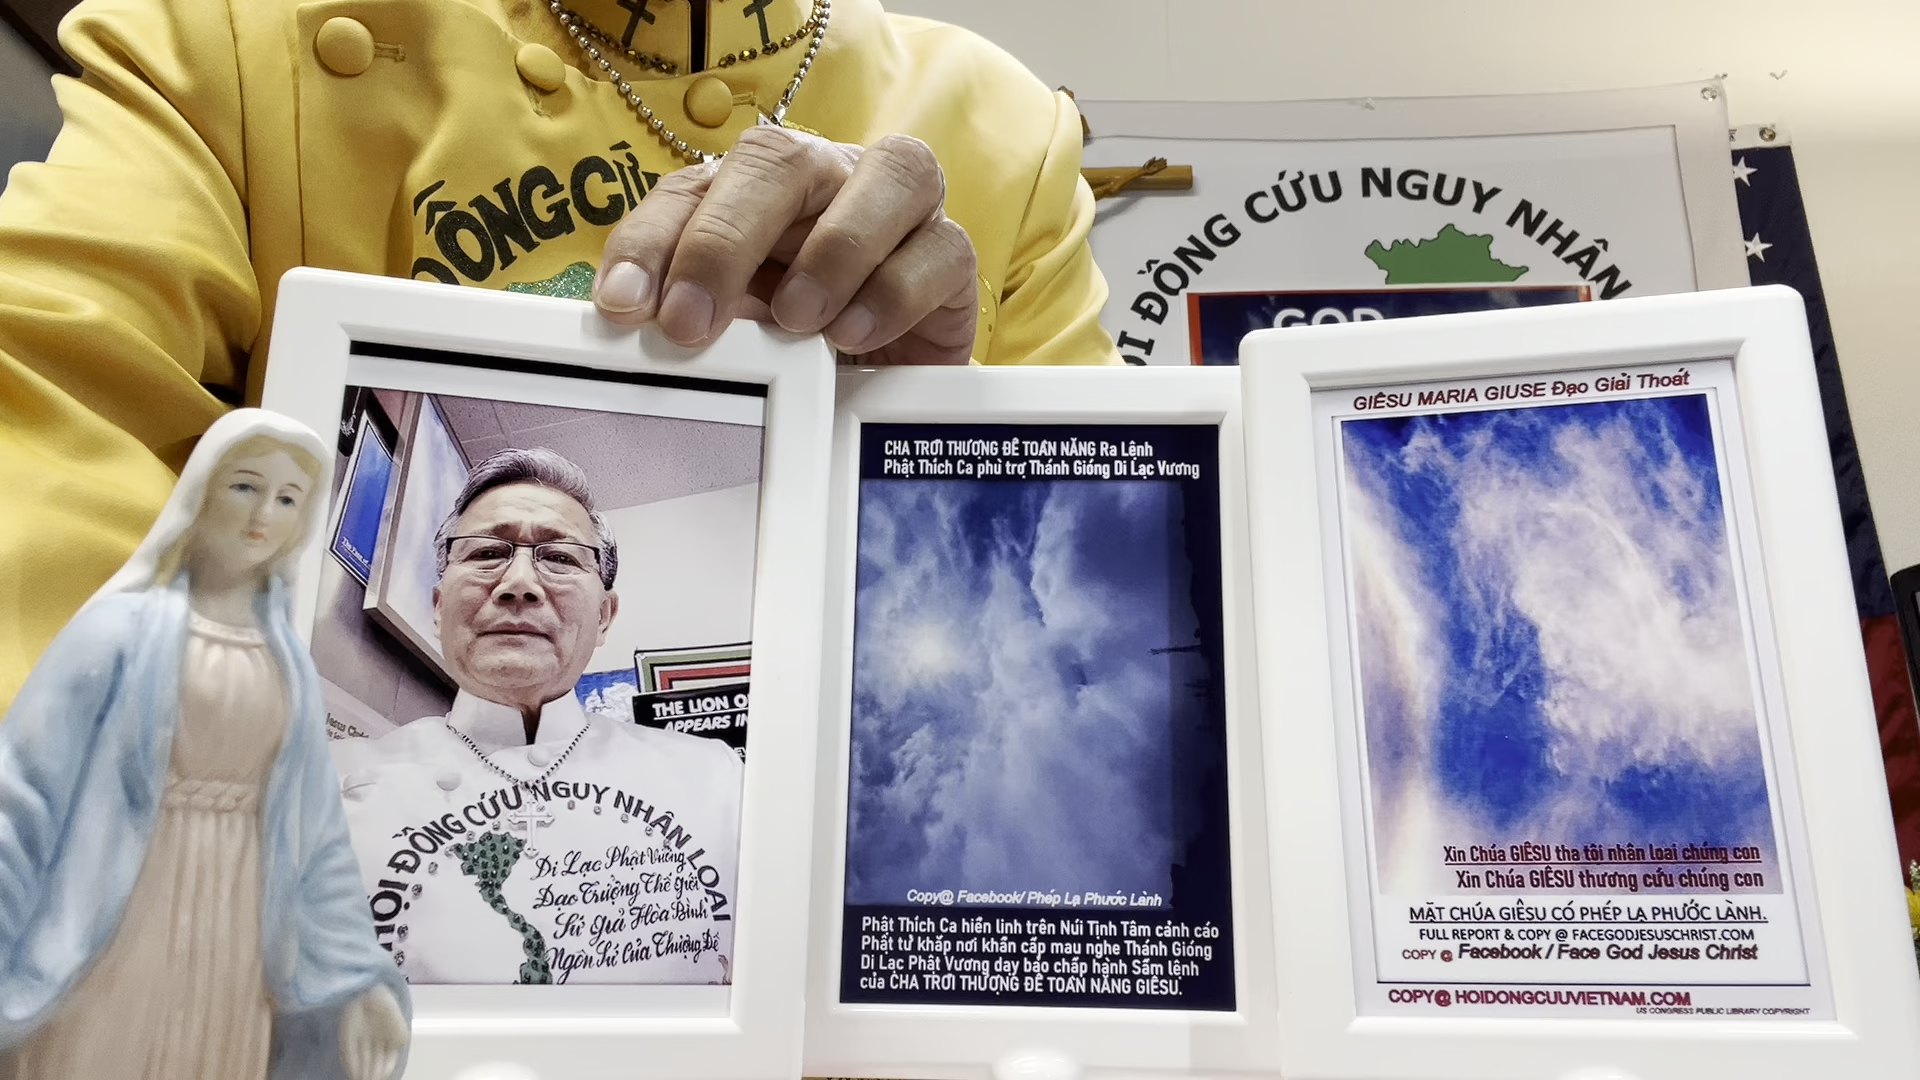 ĐỒNG CỨU
HỘI ĐỒNG CỨU NGUY NHÂN
GOD
THE LION OF
APPEARS IN
HỘI ĐỒNG CỨU NGUY NHÂN LOẠI
Di Lạc Phật Vương
Đạo Trưởng Thế Giới
Sứ Giả Hòa Bình
Ngôn Sứ Của Thượng Đế
CHA TRỜI THƯỢNG ĐẾ TOÀN NĂNG Ra Lệnh
Phật Thích Ca phù trợ Thánh Gióng Di Lạc Vương
Copy@ Facebook/ Phép Lạ Phước Lành
Phật Thích Ca hiển linh trên Núi Tịnh Tâm cảnh cáo
Phật tử khắp nơi khẩn cấp mau nghe Thánh Gióng
Di Lạc Phật Vương dạy bảo chấp hành Sấm lệnh
của CHA TRỜI THƯỢNG ĐẾ TOÀN NĂNG GIÊSU.
GIÊSU MARIA GIUSE Đạo Giải Thoát
Xin Chúa GIÊSU tha tội nhân loại chúng con
Xin Chúa GIÊSU thương cứu chúng con
MẶT CHÚA GIÊSU CÓ PHÉP LẠ PHƯỚC LÀNH.
FULL REPORT & COPY @ FACEGODJESUSCHRIST.COM
COPY @ Facebook / Face God Jesus Christ
COPY@ HOIDONGCUUVIETNAM.COM
US CONGRESS PUBLIC LIBRARY COPYRIGHT